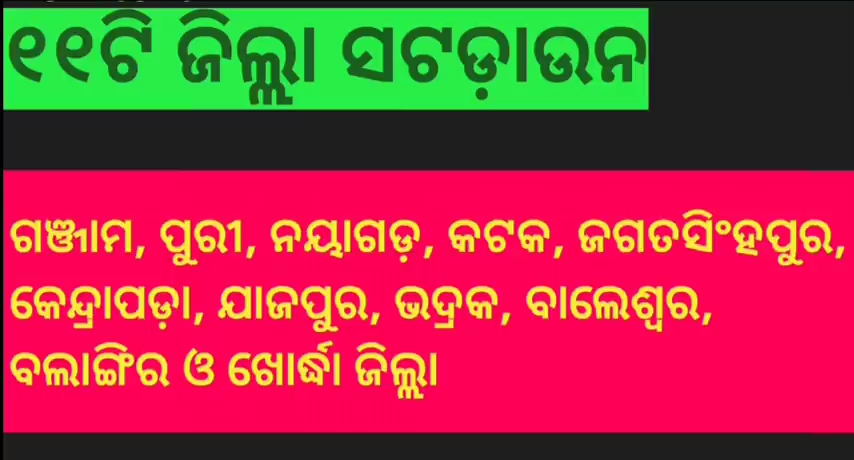 ୧୧ଟି ଜିଲ୍ଲା ସଟଡ଼ାଉନ
ଗଞ୍ଜାମ, ପୁରୀ, ନୟାଗଡ଼, କଟକ, ଜଗତସିଂହପୁର,
କେନ୍ଦ୍ରାପଡ଼ା, ଯାଜପୁର, ଭଦ୍ରକ, ବାଲେଶ୍ୱର,
ବଲାଙ୍ଗିର ଓ ଖୋର୍ଦ୍ଧା ଜିଲ୍ଲା